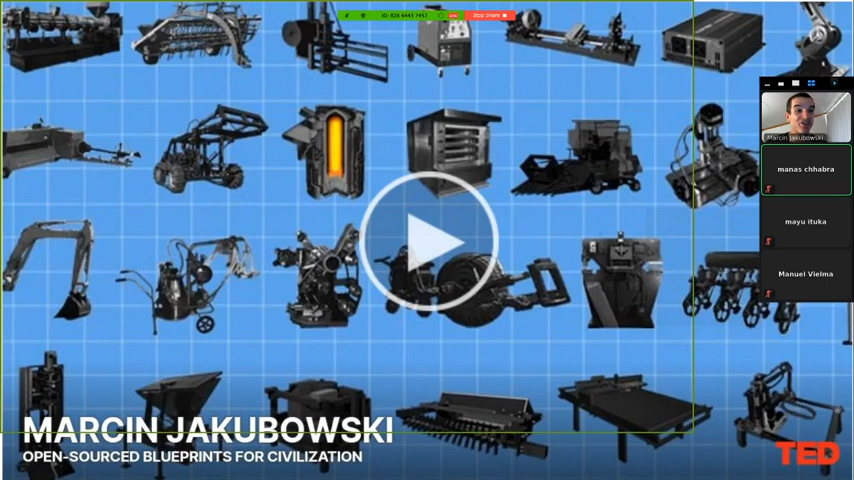 ID: 828 6443 7457
Stop Share
Marcin Jakubowski
manas chhabra
mayu ituka
Manuel Vielma
MARCIN JAKUBOWSKI
OPEN-SOURCED BLUEPRINTS FOR CIVILIZATION
TED